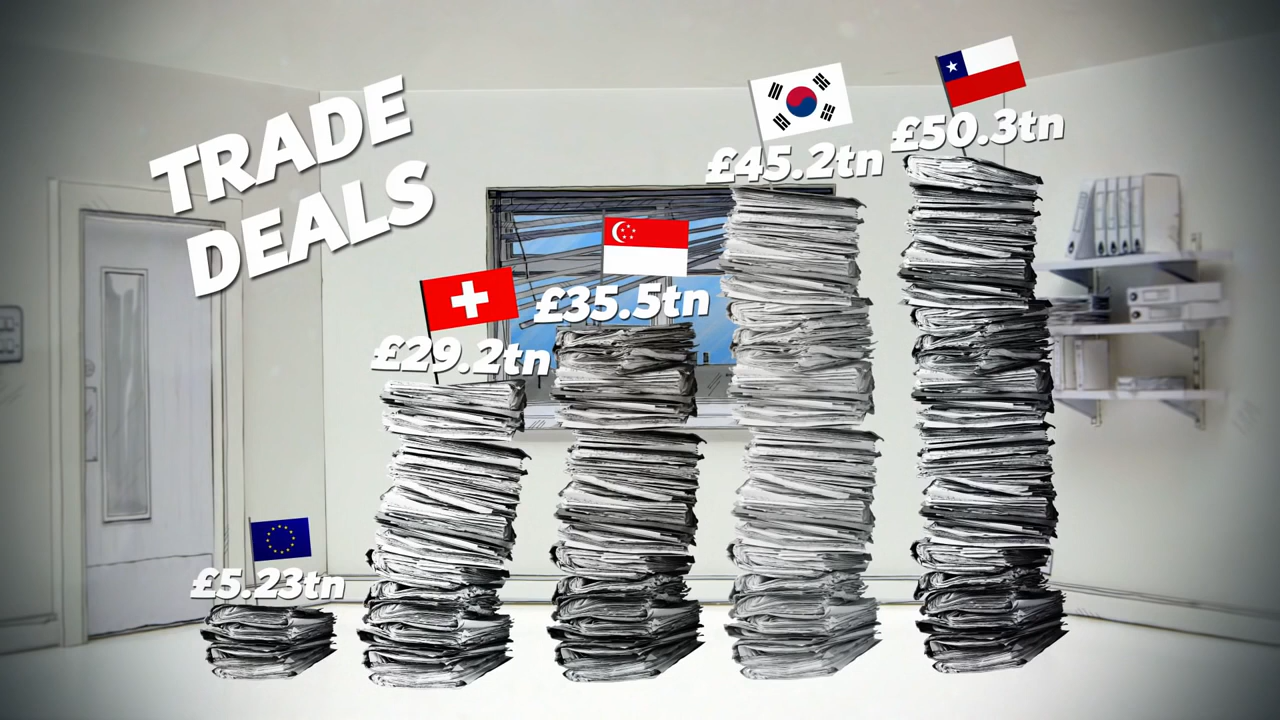 TRADE
DEALS
£5.23tn
£29.2tn
£35.5tn
£45.2tn
£50.3tn